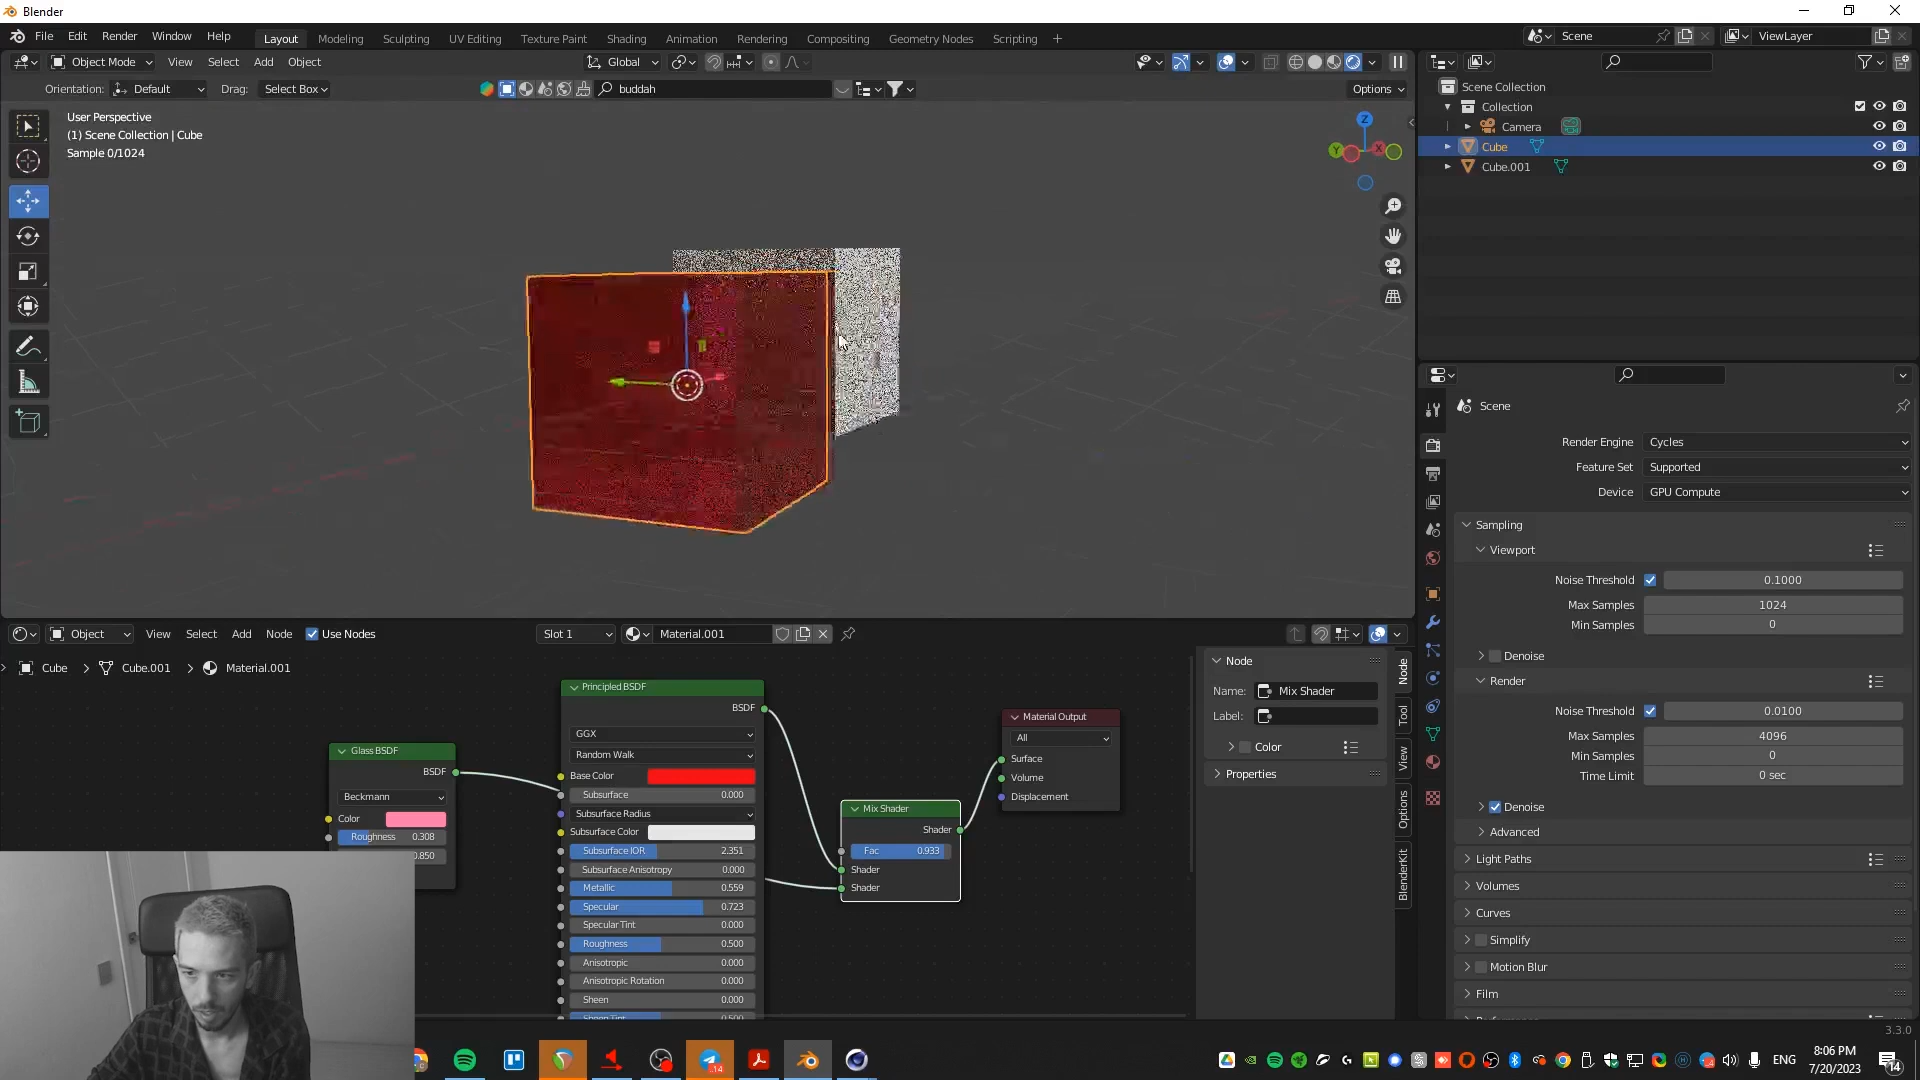 Blender
File Edit Render Window Help Layout Modeling Sculpting UV Editing Texture Paint Shading Animation Rendering Compositing Geometry Nodes Scripting + Scene ViewLayer
Object Mode View Select Add Object Global
Orientation: Default Drag: Select Box buddah Options
User Perspective
(1) Scene Collection | Cube
Sample 0/1024
Z
Y
X
Scene Collection
Collection
Camera
Cube
Cube.001
Scene
Render Engine Cycles
Feature Set Supported
Device GPU Compute
Sampling
Viewport
Noise Threshold 0.1000
Max Samples 1024
Min Samples 0
Denoise
Render
Noise Threshold 0.0100
Max Samples 4096
Min Samples 0
Time Limit 0 sec
Denoise
Advanced
Light Paths
Volumes
Curves
Simplify
Motion Blur
Film
3.3.0
Object View Select Add Node Use Nodes Slot 1 Material.001
Cube Cube.001 Material.001
Glass BSDF
BSDF
Beckmann
Color
Roughness 0.308
0.850
Principled BSDF
BSDF
GGX
Random Walk
Base Color
Subsurface 0.000
Subsurface Radius
Subsurface Color
Subsurface IOR 2.351
Subsurface Anisotropy 0.000
Metallic 0.559
Specular 0.723
Specular Tint 0.000
Roughness 0.500
Anisotropic 0.000
Anisotropic Rotation 0.000
Sheen 0.000
Sheen Tint 0.500
Mix Shader
Shader
Fac 0.933
Shader
Shader
Material Output
All
Surface
Volume
Displacement
Node
Name: Mix Shader
Label:
Color
Properties
Node
Tool
View
Options
BlenderKit
14
ENG
8:06 PM
7/20/2023
14